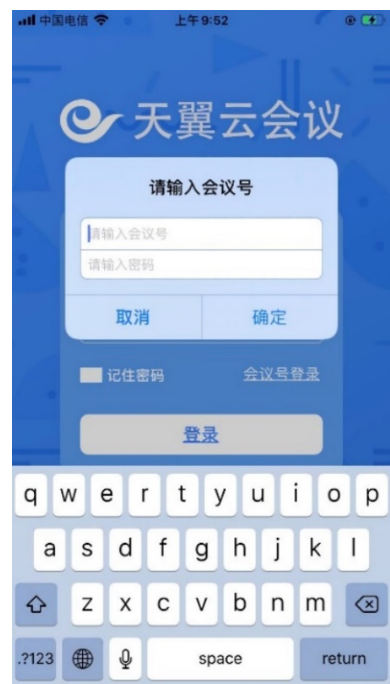 中国电信 上午9:52
天翼云会议
请输入会议号
请输入会议号
请输入密码
取消 确定
记住密码 会议号登录
登录
q w e r t y u i o p
a s d f g h j k l
z x c v b n m
.?123 space return